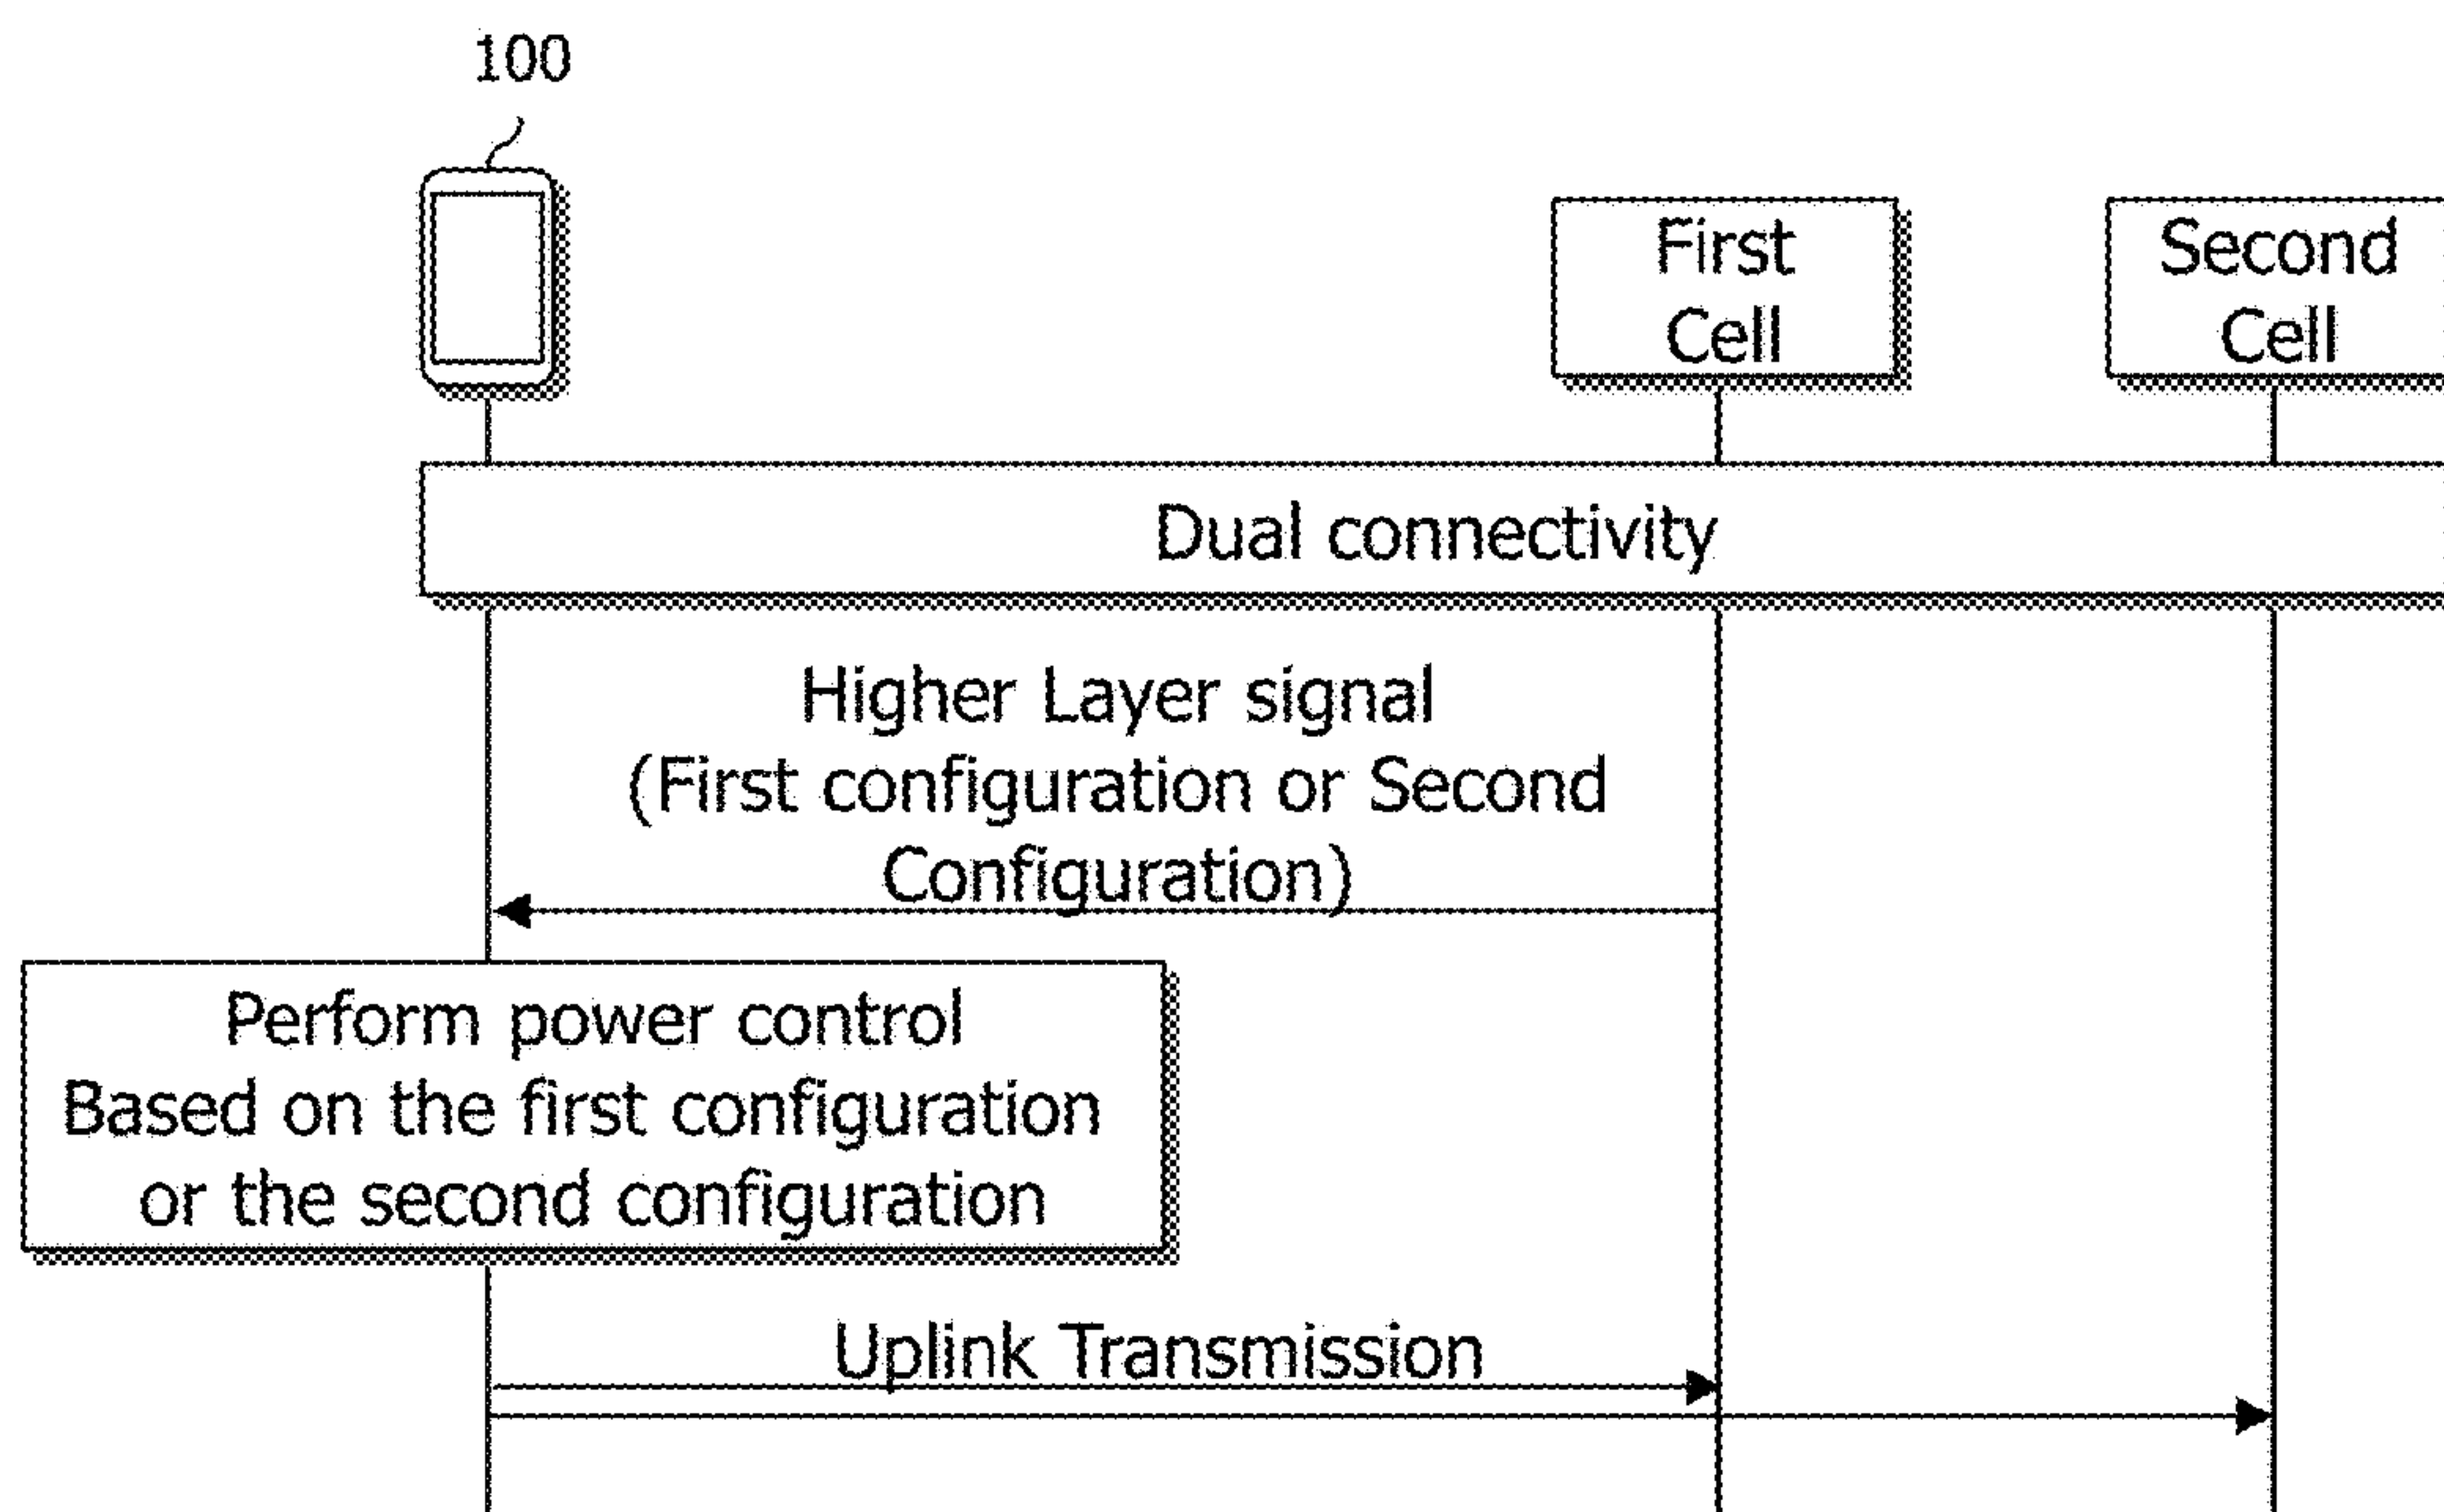 100
First
Cell
Second
Cell
Dual connectivity
Higher Layer signal
(First configuration or Second
Configuration)
Perform power control
Based on the first configuration
or the second configuration
Uplink Transmission